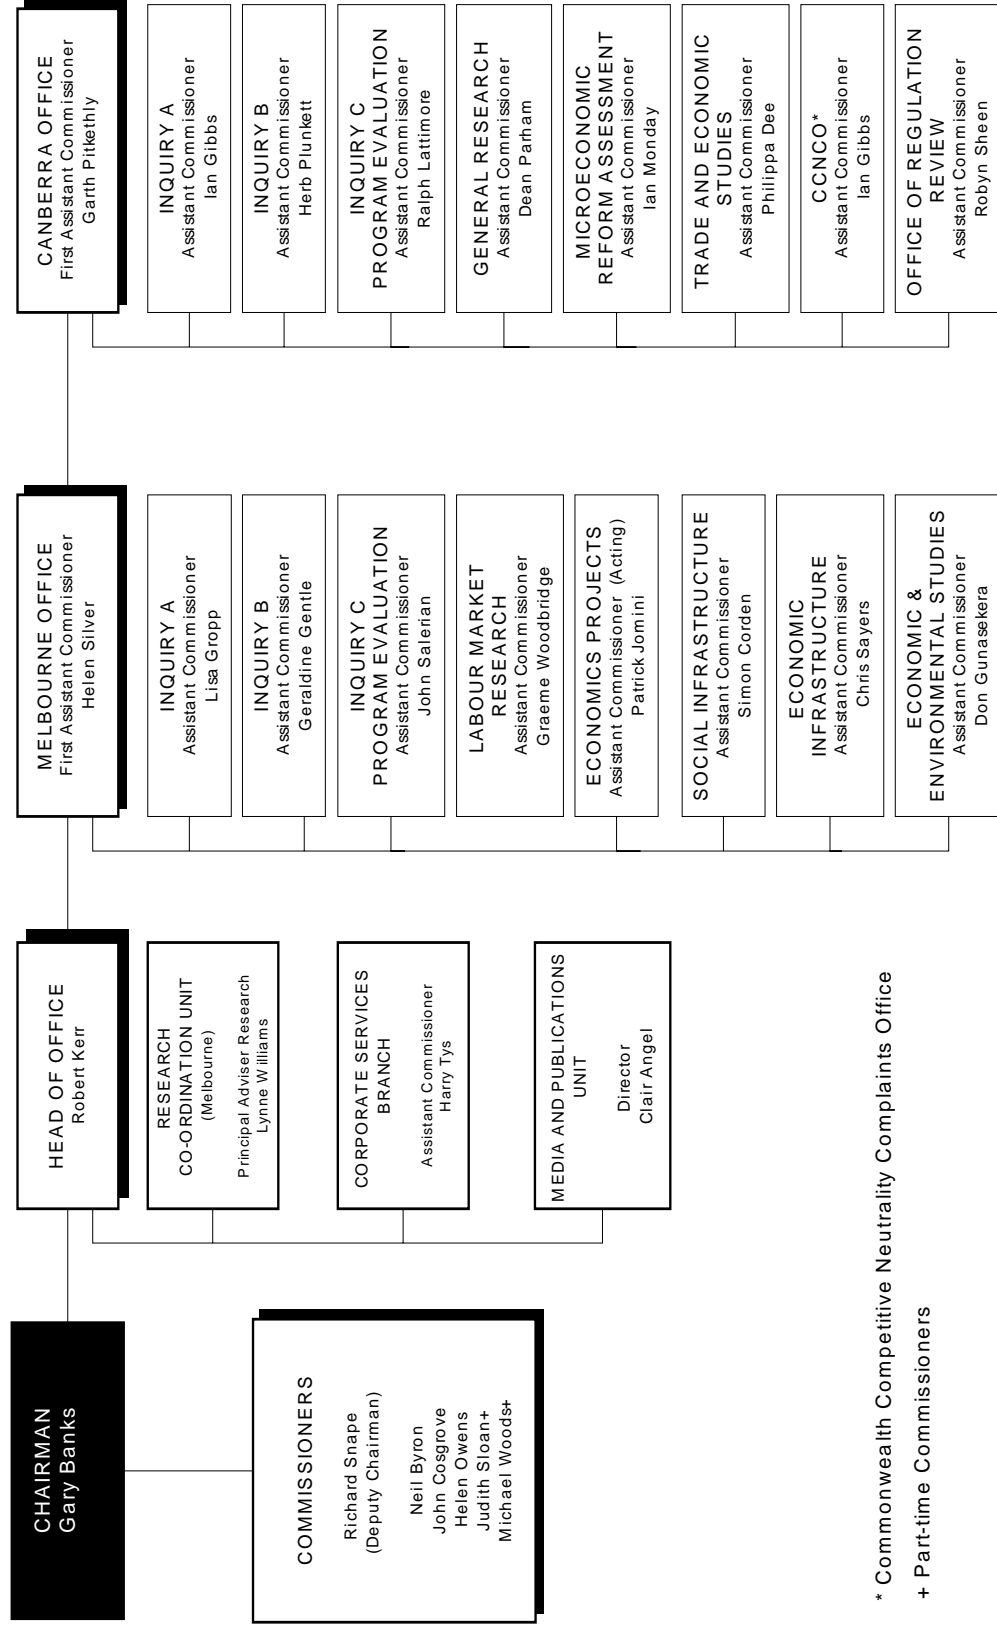 CHAIRMAN
Gary Banks
COMMISSIONERS
Richard Snape
(Deputy Chairman)
Neil Byron
John Cosgrove
Helen Owens
Judith Sloan+
Michael Woods+
HEAD OF OFFICE
Robert Kerr
RESEARCH
CO-ORDINATION UNIT
(Melbourne)
Principal Adviser Research
Lynne Williams
CORPORATE SERVICES
BRANCH
Assistant Commissioner
Harry Tys
MEDIA AND PUBLICATIONS
UNIT
Director
Clair Angel
MELBOURNE OFFICE
First Assistant Commissioner
Helen Silver
INQUIRY A
Assistant Commissioner
Lisa Gropp
INQUIRY B
Assistant Commissioner
Geraldine Gentle
INQUIRY C
PROGRAM EVALUATION
Assistant Commissioner
John Salerian
LABOUR MARKET
RESEARCH
Assistant Commissioner
Graeme Woodbridge
ECONOMICS PROJECTS
Assistant Commissioner (Acting)
Patrick Jomini
SOCIAL INFRASTRUCTURE
Assistant Commissioner
Simon Corden
ECONOMIC
INFRASTRUCTURE
Assistant Commissioner
Chris Sayers
ECONOMIC &
ENVIRONMENTAL STUDIES
Assistant Commissioner
Don Gunasekera
CANBERRA OFFICE
First Assistant Commissioner
Garth Pitkethly
INQUIRY A
Assistant Commissioner
Ian Gibbs
INQUIRY B
Assistant Commissioner
Herb Plunkett
INQUIRY C
PROGRAM EVALUATION
Assistant Commissioner
Ralph Lattimore
GENERAL RESEARCH
Assistant Commissioner
Dean Parham
MICROECONOMIC
REFORM ASSESSMENT
Assistant Commissioner
Ian Monday
TRADE AND ECONOMIC
STUDIES
Assistant Commissioner
Philippa Dee
CCNCO*
Assistant Commissioner
Ian Gibbs
OFFICE OF REGULATION
REVIEW
Assistant Commissioner
Robyn Sheen
* Commonwealth Competitive Neutrality Complaints Office
+ Part-time Commissioners